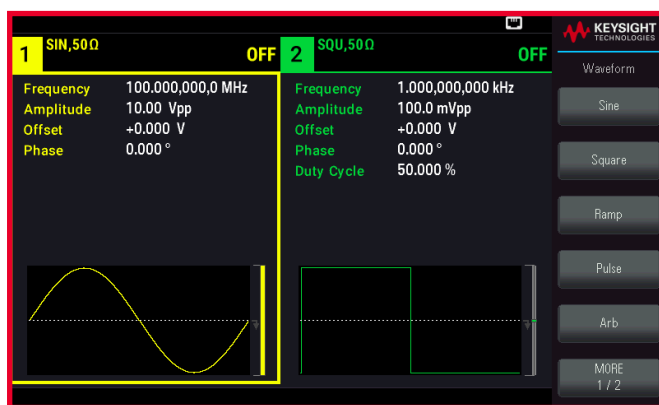 1 SIN,50Ω OFF
Frequency 100.000,000,0 MHz
Amplitude 10.00 Vpp
Offset +0.000 V
Phase 0.000 °
2 SQU,50Ω OFF
Frequency 1.000,000,000 kHz
Amplitude 100.0 mVpp
Offset +0.000 V
Phase 0.000 °
Duty Cycle 50.000 %
KEYSIGHT
TECHNOLOGIES
Waveform
Sine
Square
Ramp
Pulse
Arb
MORE
1 / 2